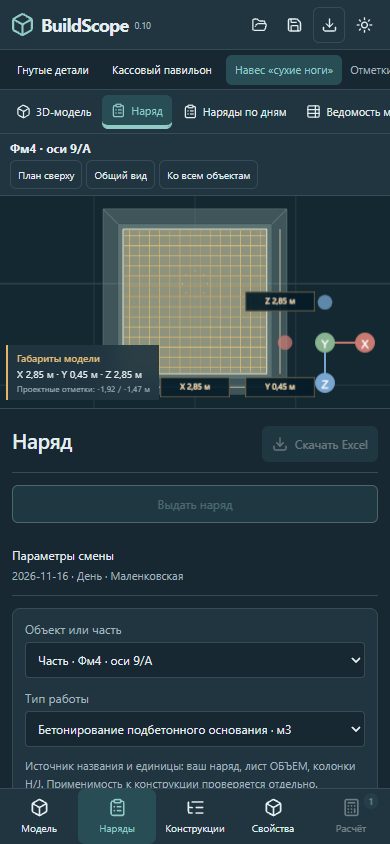 BuildScope 0.10
Гнутые детали
Кассовый павильон
Навес «сухие ноги»
Отметки
3D-модель
Наряд
Наряды по дням
Ведомость м
Фм4 · оси 9/А
План сверху
Общий вид
Ко всем объектам
Z 2,85 м
Габариты модели
X 2,85 м · Y 0,45 м · Z 2,85 м
Проектные отметки: -1,92 / -1,47 м
X 2,85 м
Y 0,45 м
Y
X
Z
Наряд
Скачать Excel
Выдать наряд
Параметры смены
2026-11-16 · День · Маленковская
Объект или часть
Часть · Фм4 · оси 9/А
Тип работы
Бетонирование подбетонного основания · м3
Источник названия и единицы: ваш наряд, лист ОБЪЕМ, колонки
H/J. Применимость к конструкции проверяется отдельно.
Модель
Наряды
Конструкции
Свойства
Расчёт
1